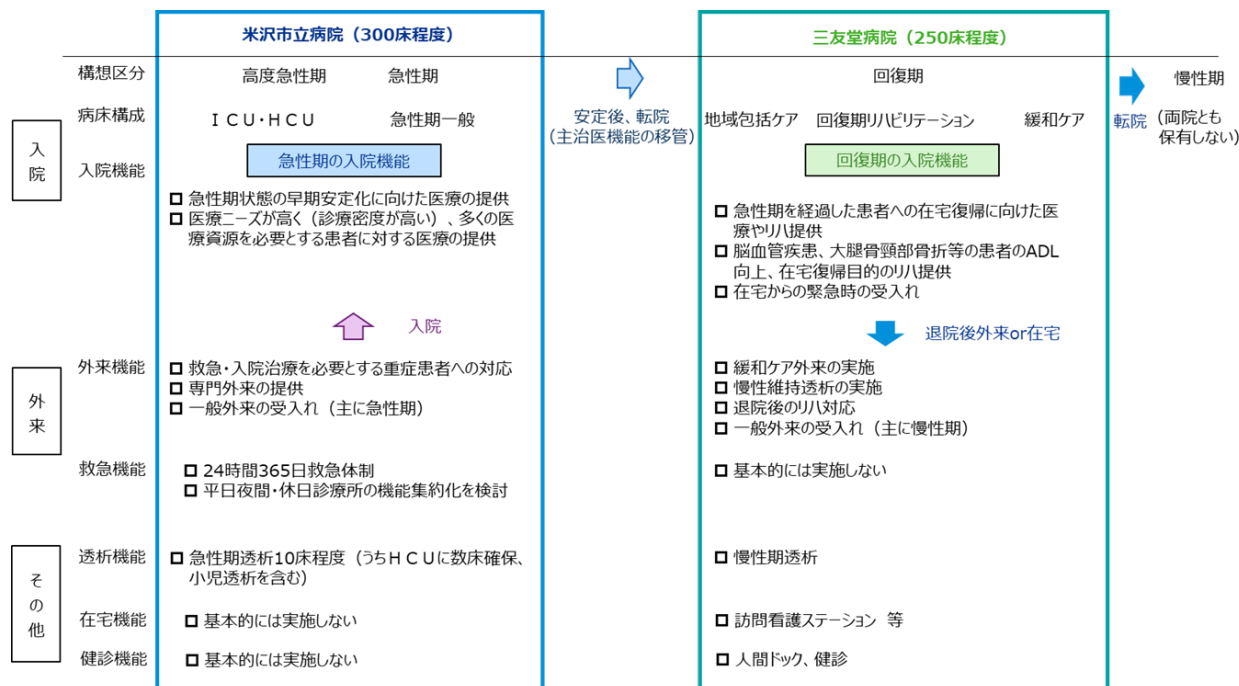 米沢市立病院（300床程度）
三友堂病院（250床程度）
構想区分
高度急性期
急性期
回復期
慢性期
病床構成
ＩＣＵ・ＨＣＵ
急性期一般
安定後、転院
（主治医機能の移管）
地域包括ケア
回復期リハビリテーション
緩和ケア
転院
（両院とも
保有しない）
入院
入院機能
急性期の入院機能
回復期の入院機能
急性期状態の早期安定化に向けた医療の提供
医療ニーズが高く（診療密度が高い）、多くの医
療資源を必要とする患者に対する医療の提供
急性期を経過した患者への在宅復帰に向けた医
療やリハ提供
脳血管疾患、大腿骨頸部骨折等の患者のADL
向上、在宅復帰目的のリハ提供
在宅からの緊急時の受入れ
入院
退院後外来or在宅
外来
外来機能
救急・入院治療を必要とする重症患者への対応
専門外来の提供
一般外来の受入れ（主に急性期）
緩和ケア外来の実施
慢性維持透析の実施
退院後のリハ対応
一般外来の受入れ（主に慢性期）
救急機能
24時間365日救急体制
平日夜間・休日診療所の機能集約化を検討
基本的には実施しない
その他
透析機能
急性期透析10床程度（うちＨＣＵに数床確保、
小児透析を含む）
慢性期透析
在宅機能
基本的には実施しない
訪問看護ステーション 等
健診機能
基本的には実施しない
人間ドック、健診